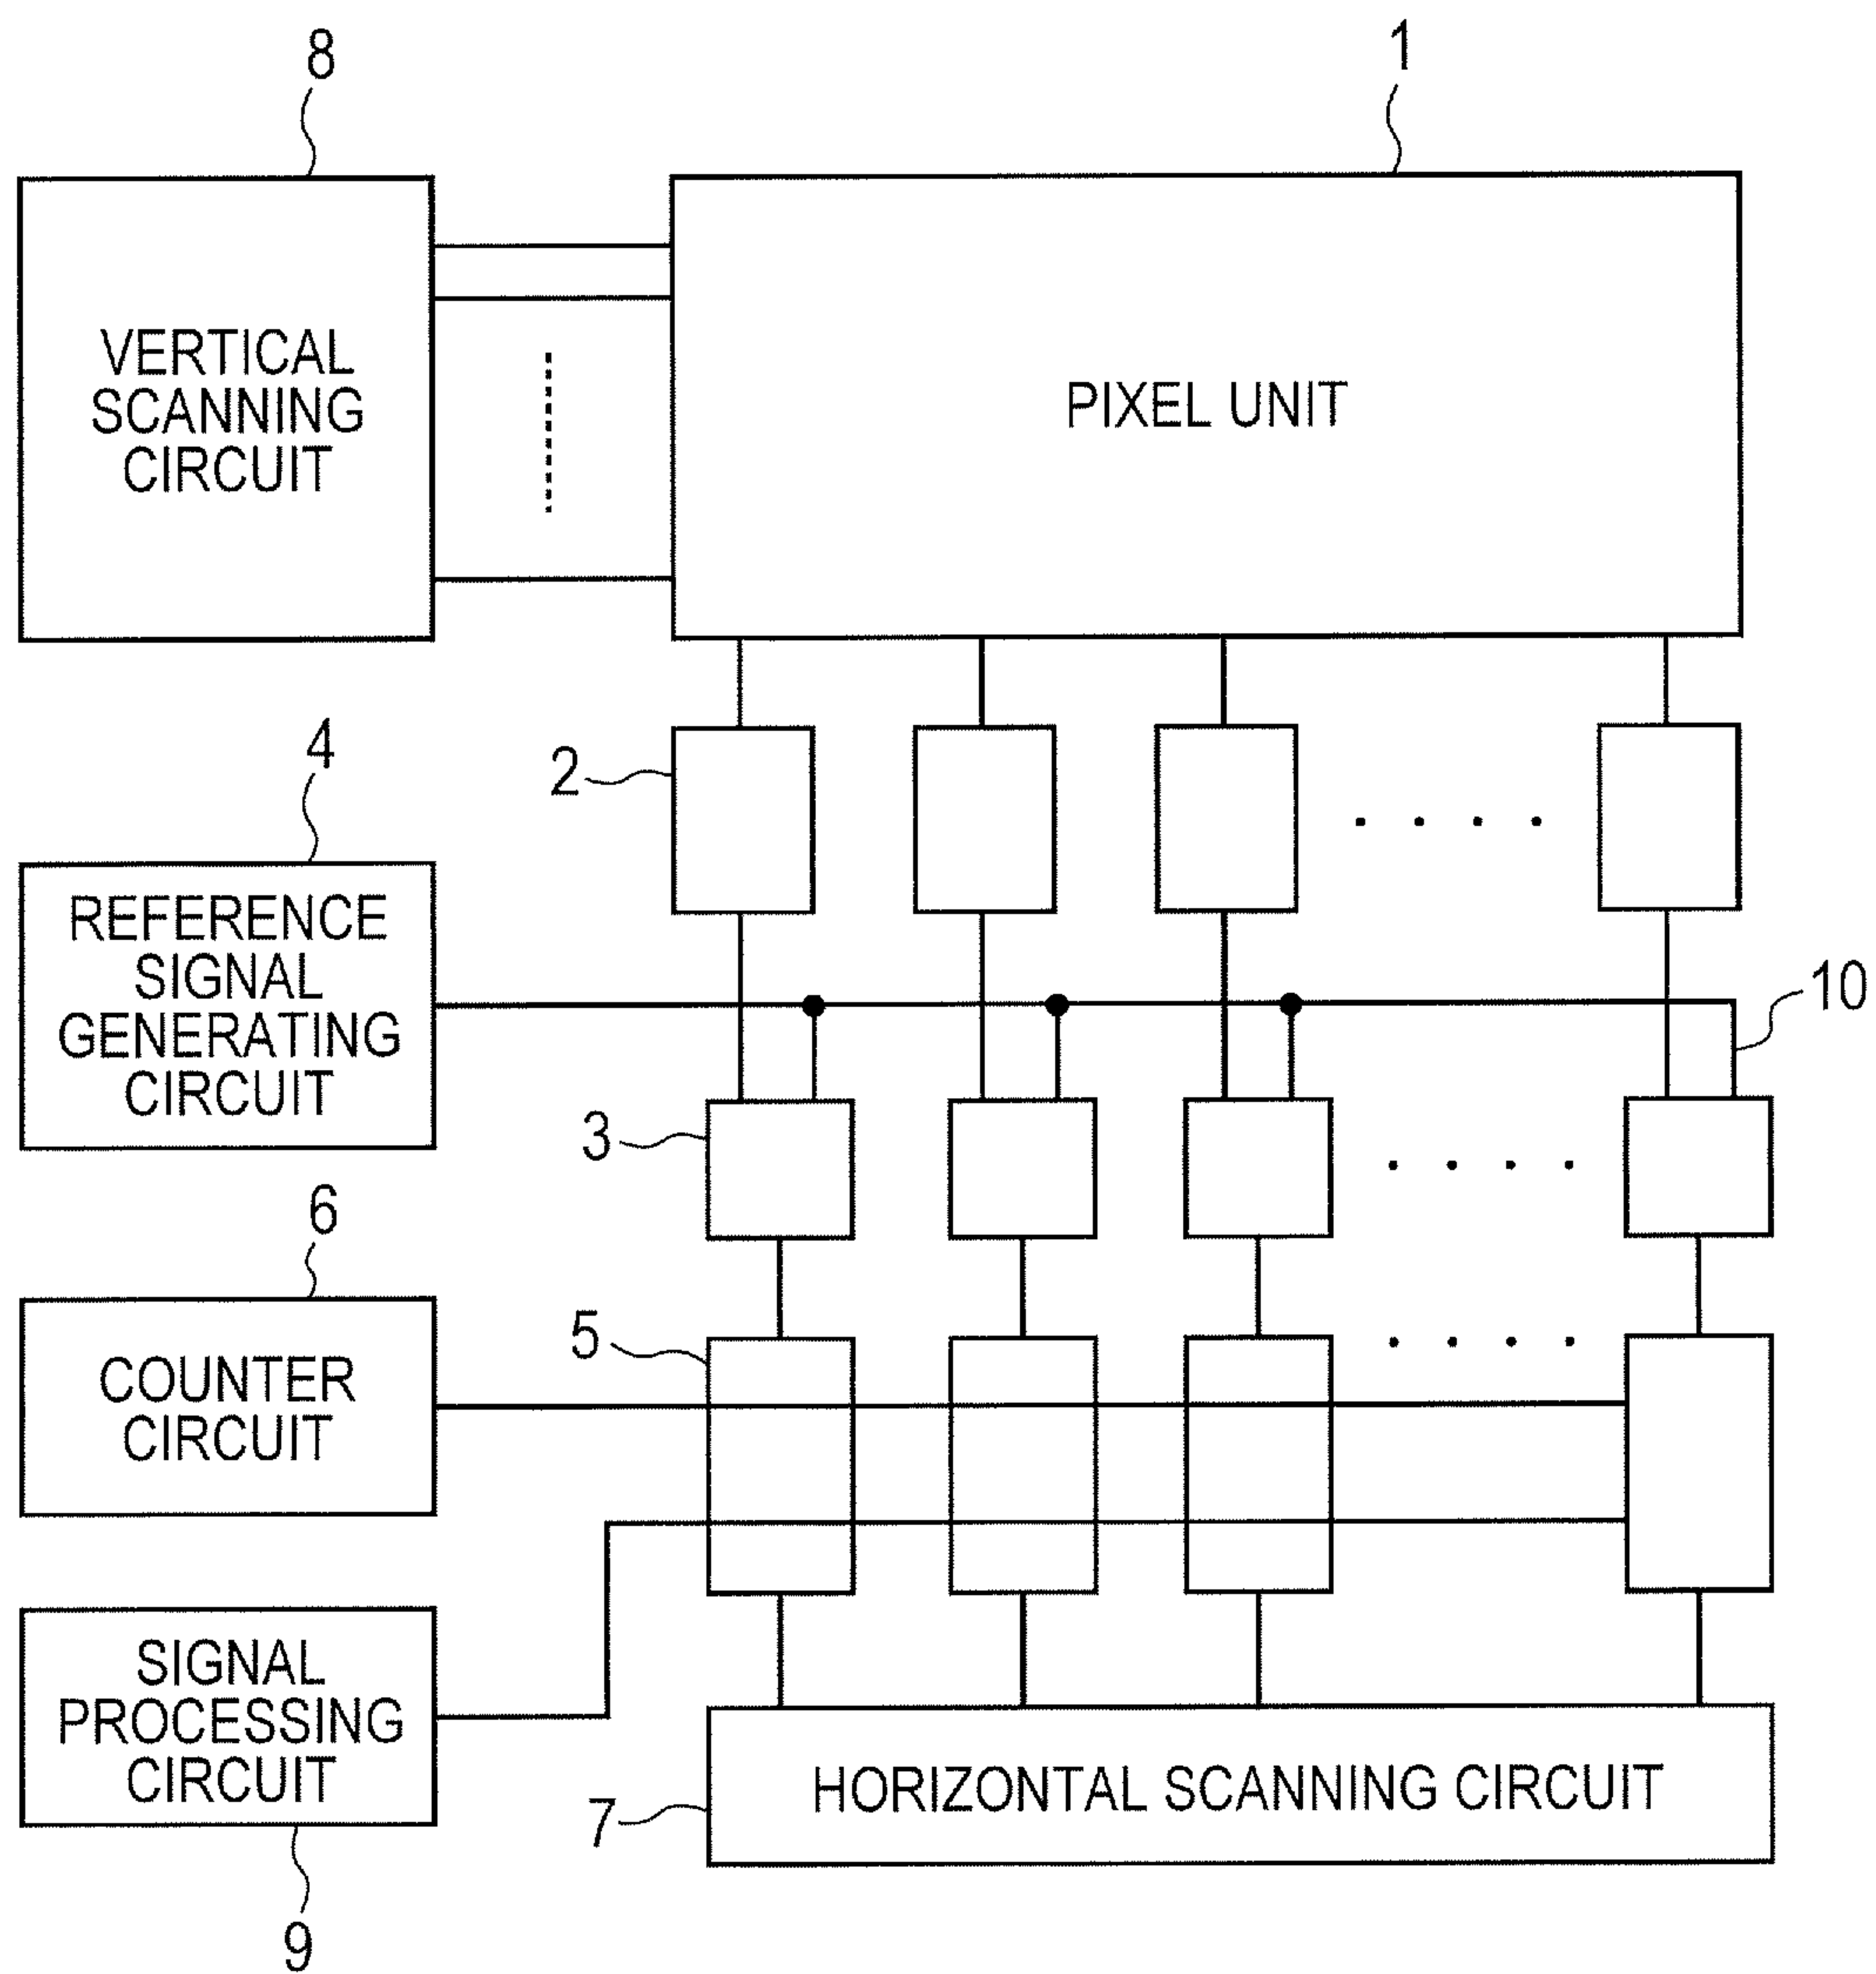 8
1
VERTICAL
SCANNING
CIRCUIT
PIXEL UNIT
4
2
REFERENCE
SIGNAL
GENERATING
CIRCUIT
10
3
6
5
COUNTER
CIRCUIT
SIGNAL
PROCESSING
CIRCUIT
HORIZONTAL SCANNING CIRCUIT
7
9